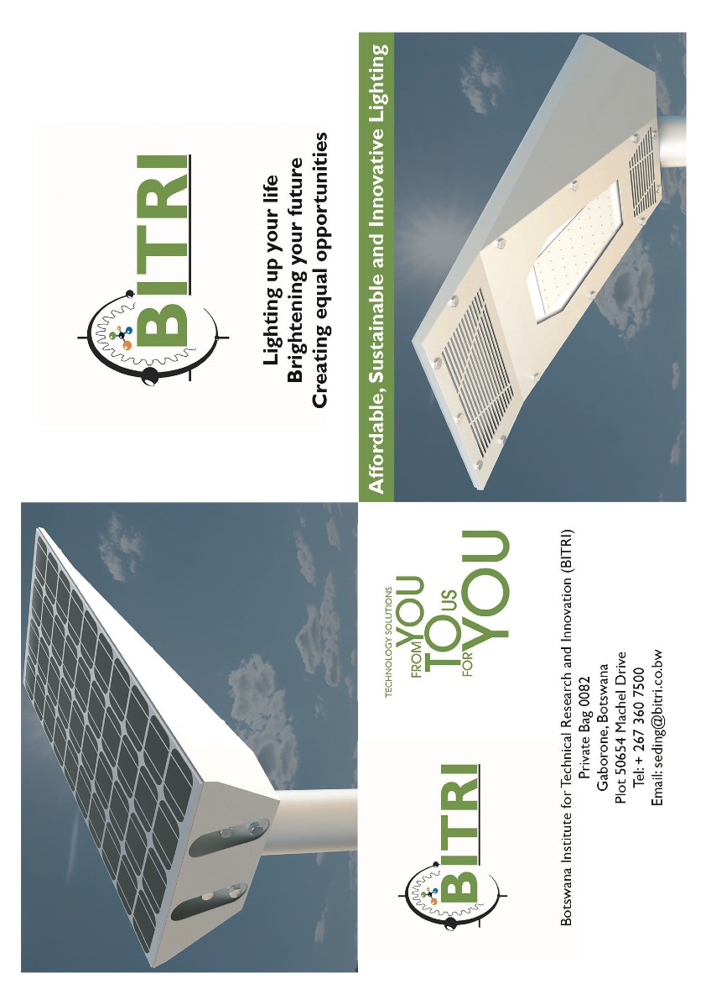 BITRI
Lighting up your life
Brightening your future
Creating equal opportunities
Affordable, Sustainable and Innovative Lighting
BITRI
TECHNOLOGY SOLUTIONS
FROM YOU
TO US
FOR YOU
Botswana Institute for Technical Research and Innovation (BITRI)
Private Bag 0082
Gaborone, Botswana
Plot 50654 Machel Drive
Tel: + 267 360 7500
Email: seding@bitri.co.bw